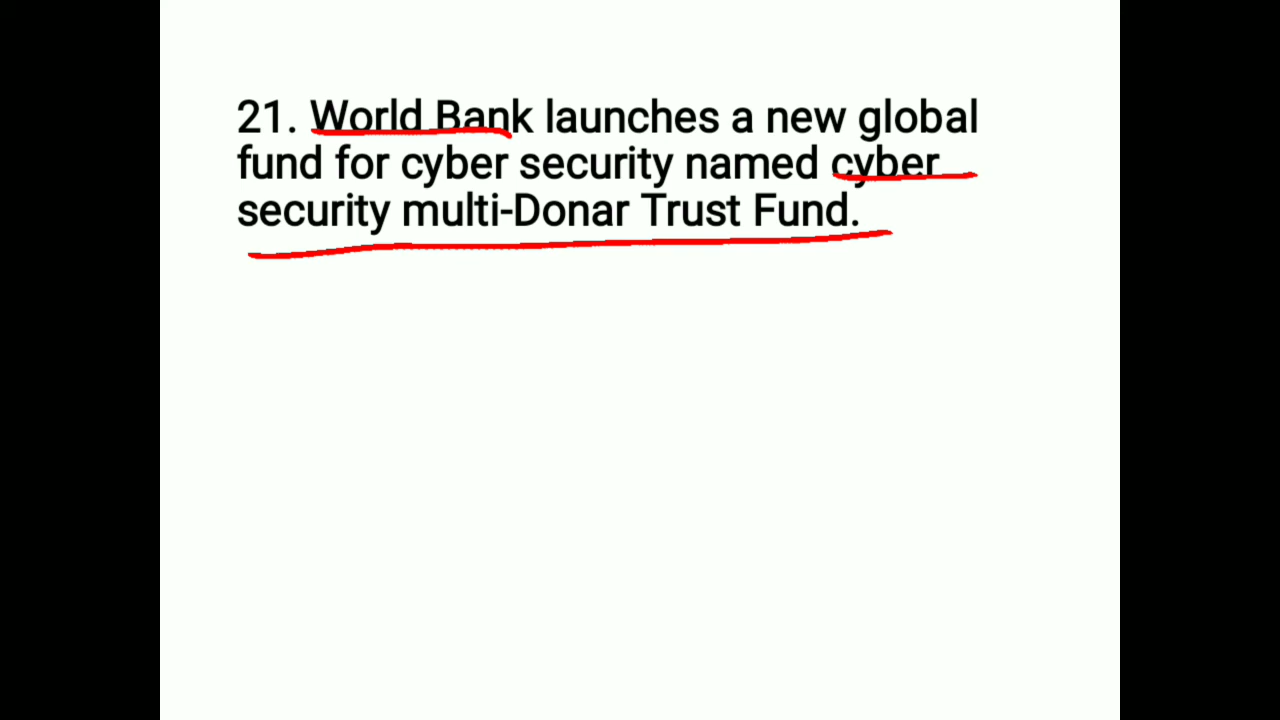 21. World Bank launches a new global
fund for cyber security named cyber
security multi-Donar Trust Fund.